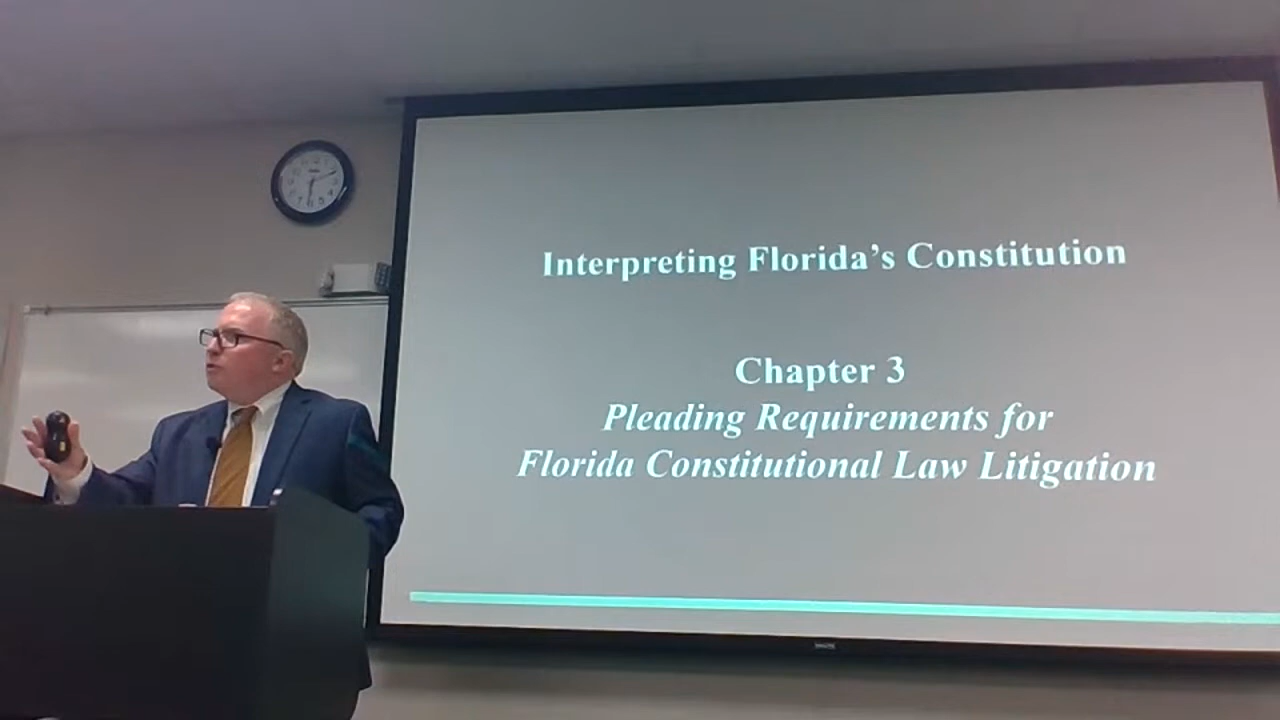 Interpreting Florida's Constitution
Chapter 3
Pleading Requirements for
Florida Constitutional Law Litigation